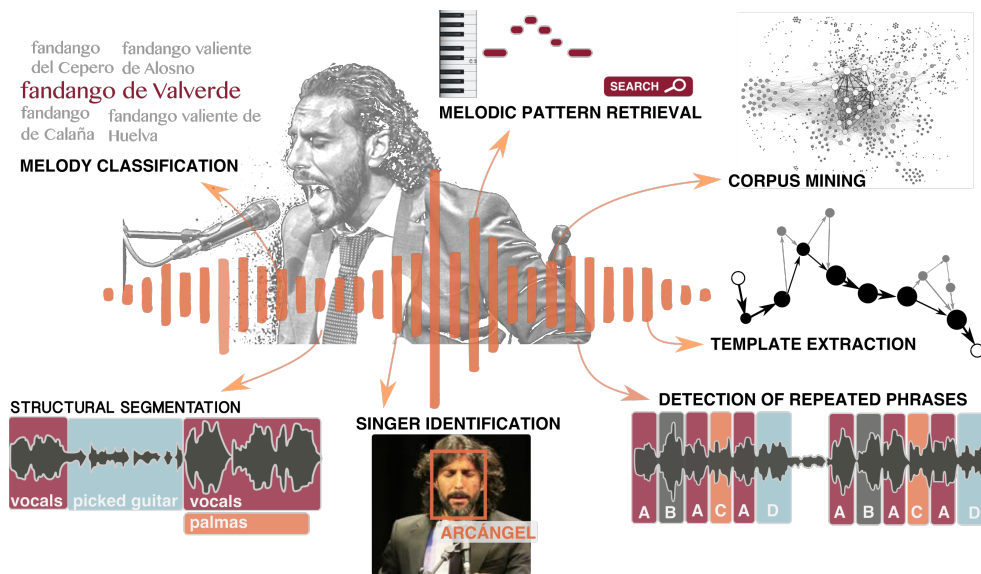 fandango
del Cepero
fandango valiente
de Alosno
fandango de Valverde
fandango
de Calaña
fandango valiente de
Huelva
MELODY CLASSIFICATION
C3
SEARCH
MELODIC PATTERN RETRIEVAL
CORPUS MINING
TEMPLATE EXTRACTION
STRUCTURAL SEGMENTATION
vocals
picked guitar
vocals
palmas
SINGER IDENTIFICATION
ARCÁNGEL
DETECTION OF REPEATED PHRASES
A B A C A D
A B A C A D